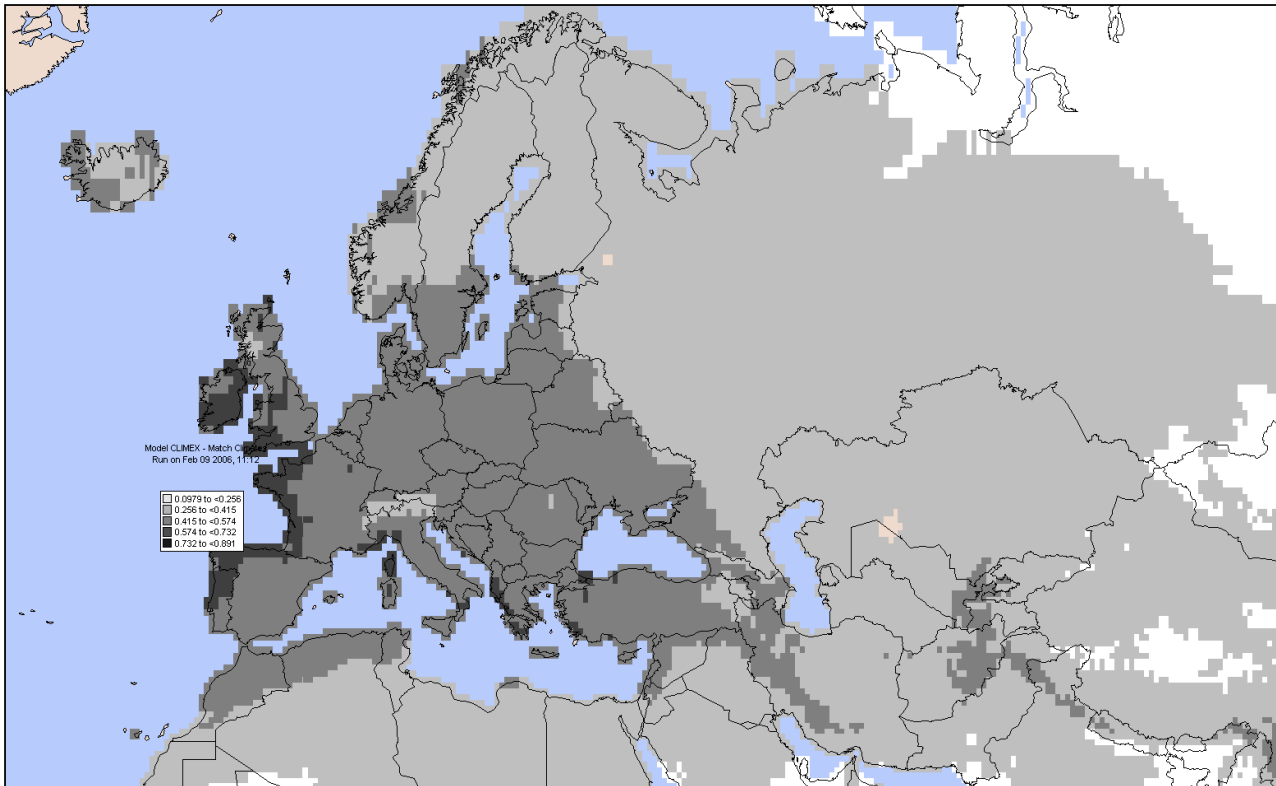 Model CLIMEX - Match Climates
Run on Feb 09 2006, 11:12
0.0979 to <0.256
0.256 to <0.415
0.415 to <0.574
0.574 to <0.732
0.732 to <0.891